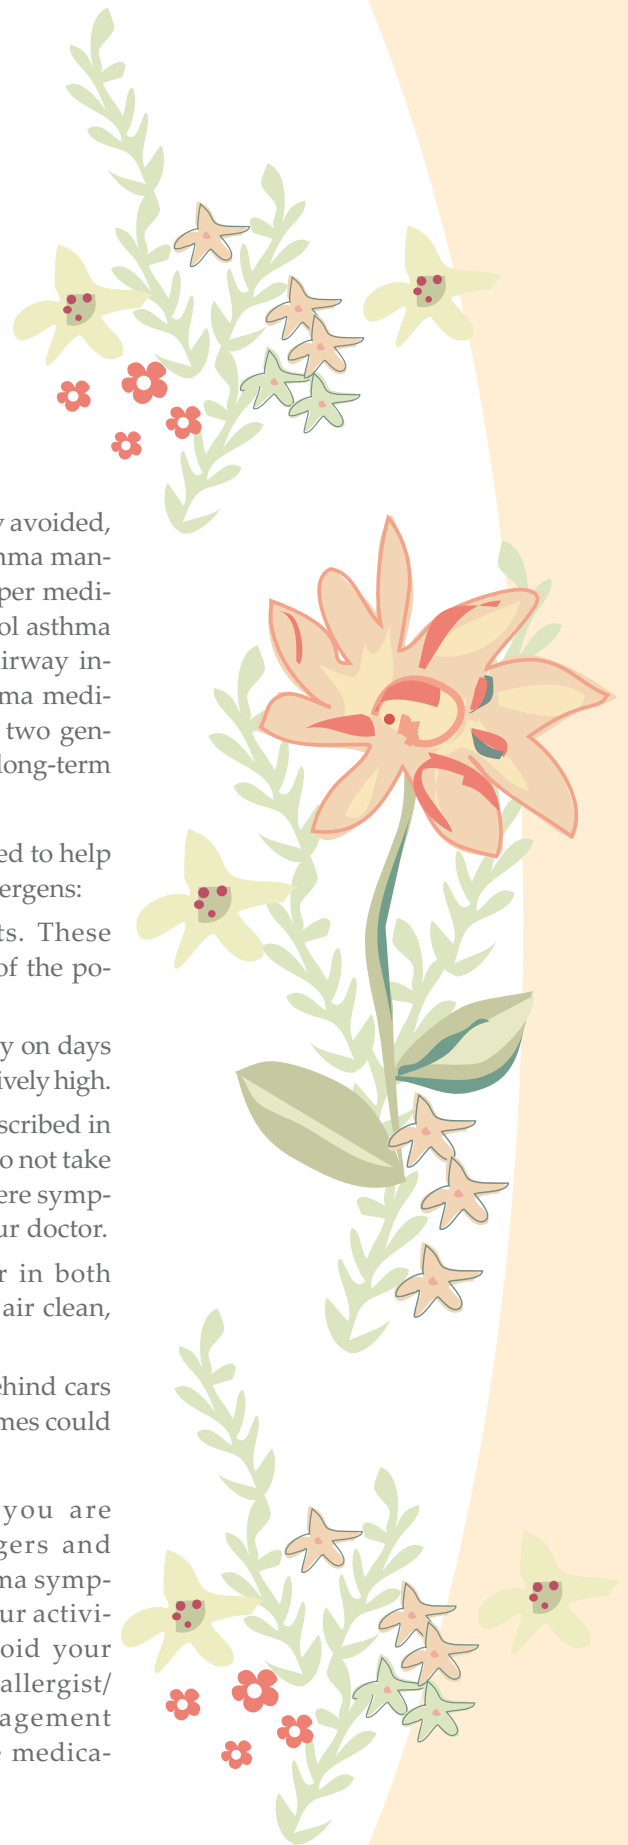 y avoided,
hma man-
per medi-
ol asthma
irway in-
ma medi-
two gen-
long-term
ed to help
ergens:
ts. These
of the po-
y on days
ively high.
scribed in
o not take
ere symp-
ur doctor.
r in both
air clean,
ehind cars
mes could
you are
gers and
ma symp-
ur activi-
oid your
allergist/
agement
e medica-